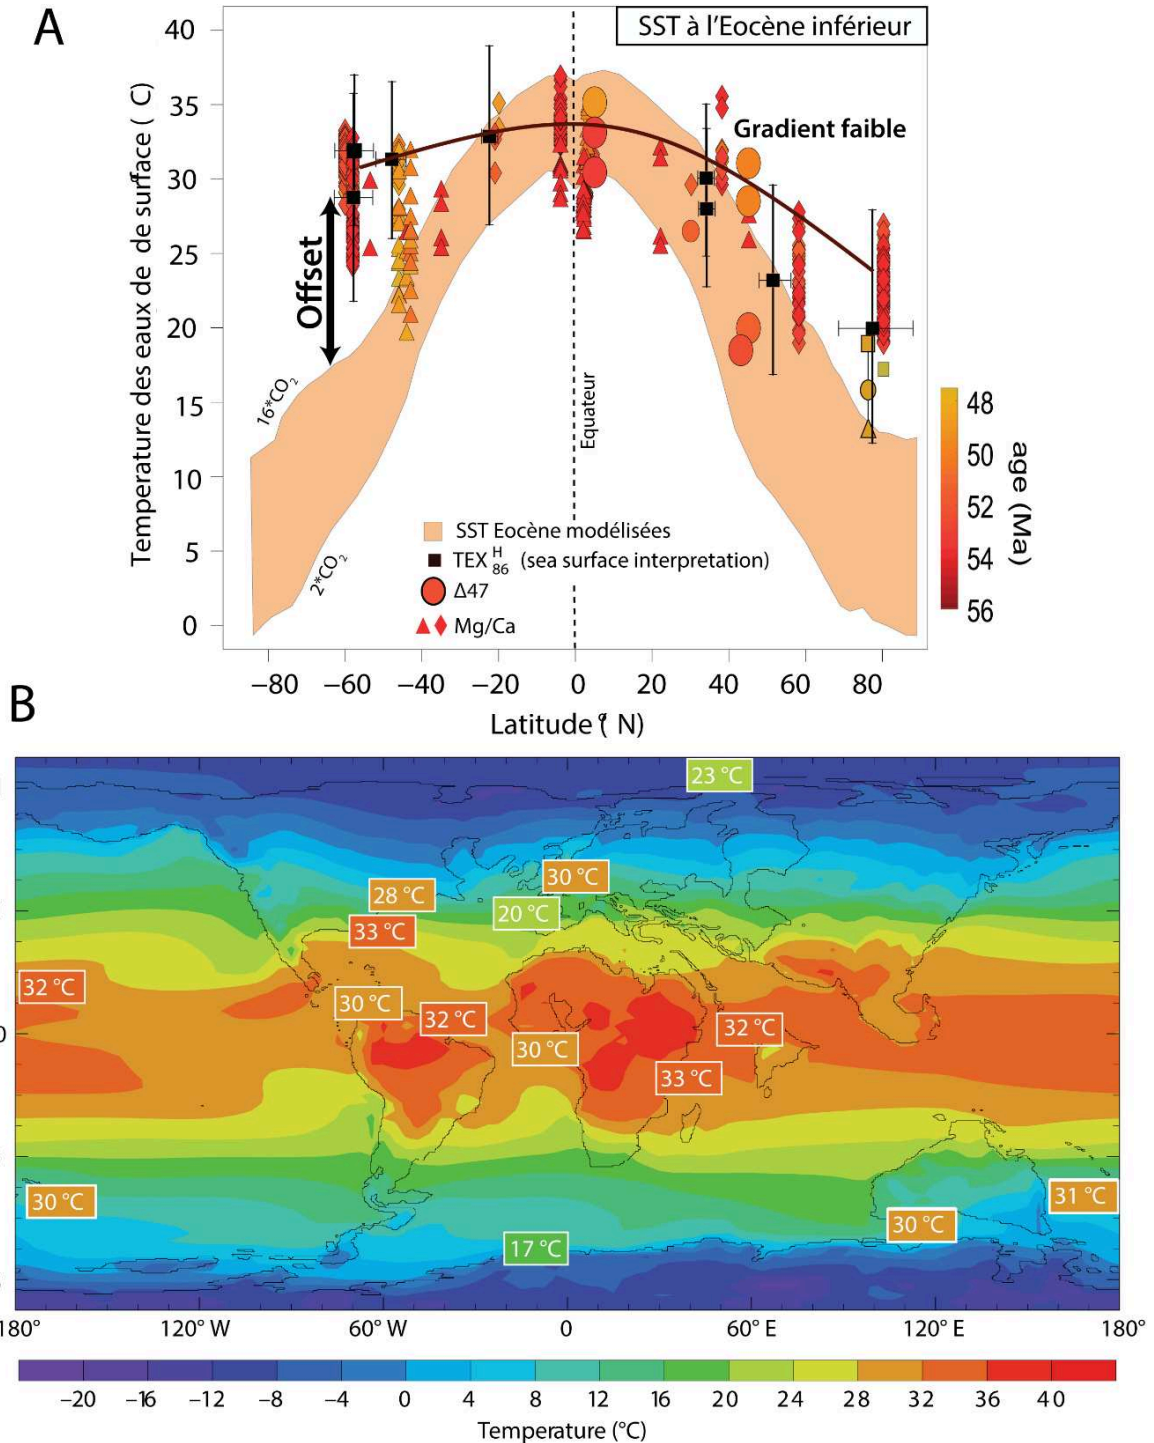 A
SST à l'Eocène inférieur
Temperature des eaux de de surface ( C)
40
35
30
25
20
15
10
5
0
Gradient faible
Offset
16*CO2
2*CO2
Equateur
SST Eocène modélisées
TEX H 86 (sea surface interpretation)
Δ47
Mg/Ca
48
50
52
54
56
age (Ma)
−80 −60 −40 −20 0 20 40 60 80
Latitude (° N)
B
23 °C
30 °C
28 °C
20 °C
33 °C
32 °C
30 °C
32 °C
32 °C
30 °C
33 °C
0
30 °C
31 °C
30 °C
17 °C
180° 120° W 60° W 0 60° E 120° E 180°
−20 −16 −12 −8 −4 0 4 8 12 16 20 24 28 32 36 40
Temperature (°C)